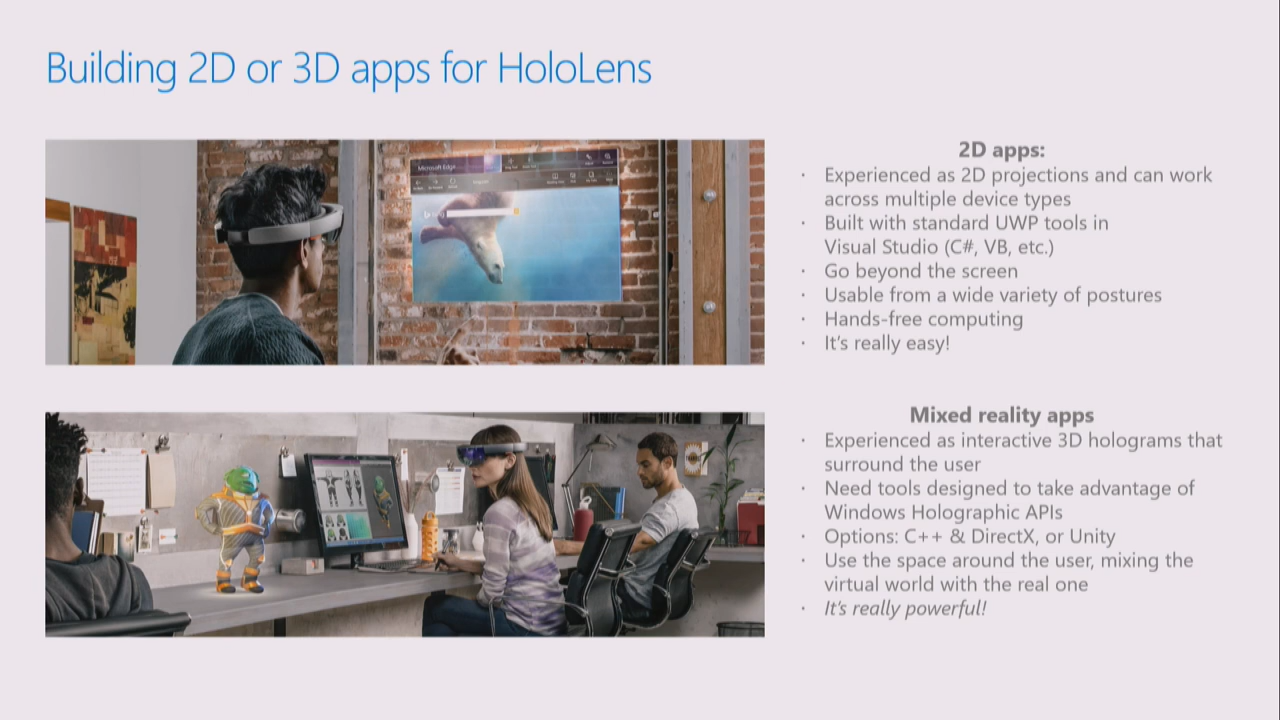 Building 2D or 3D apps for HoloLens
Microsoft Edge
2D apps:
· Experienced as 2D projections and can work
across multiple device types
· Built with standard UWP tools in
Visual Studio (C#, VB, etc.)
· Go beyond the screen
· Usable from a wide variety of postures
· Hands-free computing
· It's really easy!
Mixed reality apps
· Experienced as interactive 3D holograms that
surround the user
· Need tools designed to take advantage of
Windows Holographic APIs
· Options: C++ & DirectX, or Unity
· Use the space around the user, mixing the
virtual world with the real one
· It's really powerful!